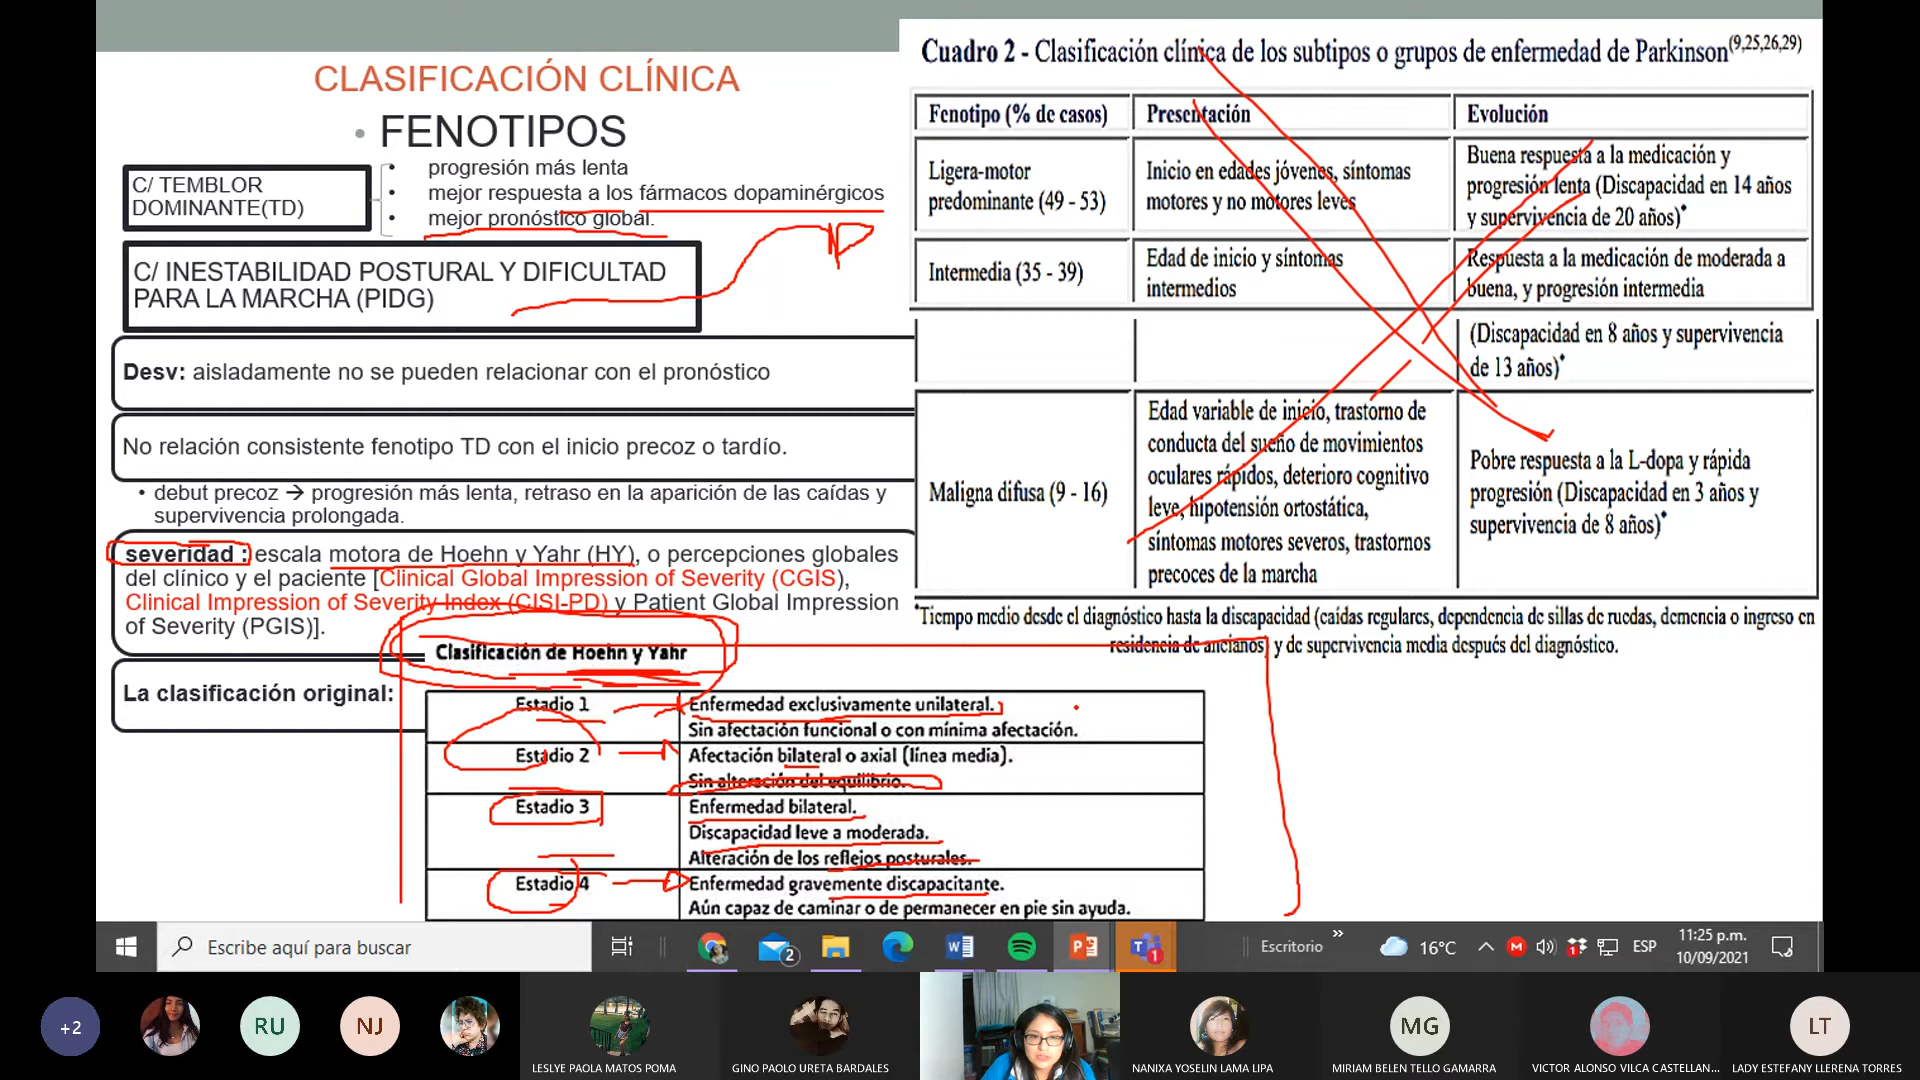 CLASIFICACIÓN CLÍNICA
• FENOTIPOS
C/ TEMBLOR
DOMINANTE(TD)
• progresión más lenta
• mejor respuesta a los fármacos dopaminérgicos
• mejor pronóstico global.
C/ INESTABILIDAD POSTURAL Y DIFICULTAD
PARA LA MARCHA (PIDG)
Desv: aisladamente no se pueden relacionar con el pronóstico
No relación consistente fenotipo TD con el inicio precoz o tardío.
• debut precoz → progresión más lenta, retraso en la aparición de las caídas y
supervivencia prolongada.
severidad : escala motora de Hoehn y Yahr (HY), o percepciones globales
del clínico y el paciente [Clinical Global Impression of Severity (CGIS),
Clinical Impression of Severity Index (CISI-PD) y Patient Global Impression
of Severity (PGIS)].
La clasificación original:
Clasificación de Hoehn y Yahr
Estadio 1
Enfermedad exclusivamente unilateral.
Sin afectación funcional o con mínima afectación.
Estadio 2
Afectación bilateral o axial (línea media).
Sin alteración del equilibrio.
Estadio 3
Enfermedad bilateral.
Discapacidad leve a moderada.
Alteración de los reflejos posturales.
Estadio 4
Enfermedad gravemente discapacitante.
Aún capaz de caminar o de permanecer en pie sin ayuda.
Cuadro 2 - Clasificación clínica de los subtipos o grupos de enfermedad de Parkinson(9,25,26,29)
Fenotipo (% de casos)
Presentación
Evolución
Ligera-motor
predominante (49 - 53)
Inicio en edades jóvenes, síntomas
motores y no motores leves
Buena respuesta a la medicación y
progresión lenta (Discapacidad en 14 años
y supervivencia de 20 años)*
Intermedia (35 - 39)
Edad de inicio y síntomas
intermedios
Respuesta a la medicación de moderada a
buena, y progresión intermedia
(Discapacidad en 8 años y supervivencia
de 13 años)*
Maligna difusa (9 - 16)
Edad variable de inicio, trastorno de
conducta del sueño de movimientos
oculares rápidos, deterioro cognitivo
leve, hipotensión ortostática,
síntomas motores severos, trastornos
precoces de la marcha
Pobre respuesta a la L-dopa y rápida
progresión (Discapacidad en 3 años y
supervivencia de 8 años)*
*Tiempo medio desde el diagnóstico hasta la discapacidad (caídas regulares, dependencia de sillas de ruedas, demencia o ingreso en
residencia de ancianos) y de supervivencia media después del diagnóstico.
Escribe aquí para buscar
2
1
Escritorio
»
16°C
M
1
ESP
11:25 p.m.
10/09/2021
+2
RU
NJ
MG
LT
LESLYE PAOLA MATOS POMA
GINO PAOLO URETA BARDALES
NANIXA YOSELIN LAMA LIPA
MIRIAM BELEN TELLO GAMARRA
VICTOR ALONSO VILCA CASTELLAN...
LADY ESTEFANY LLERENA TORRES